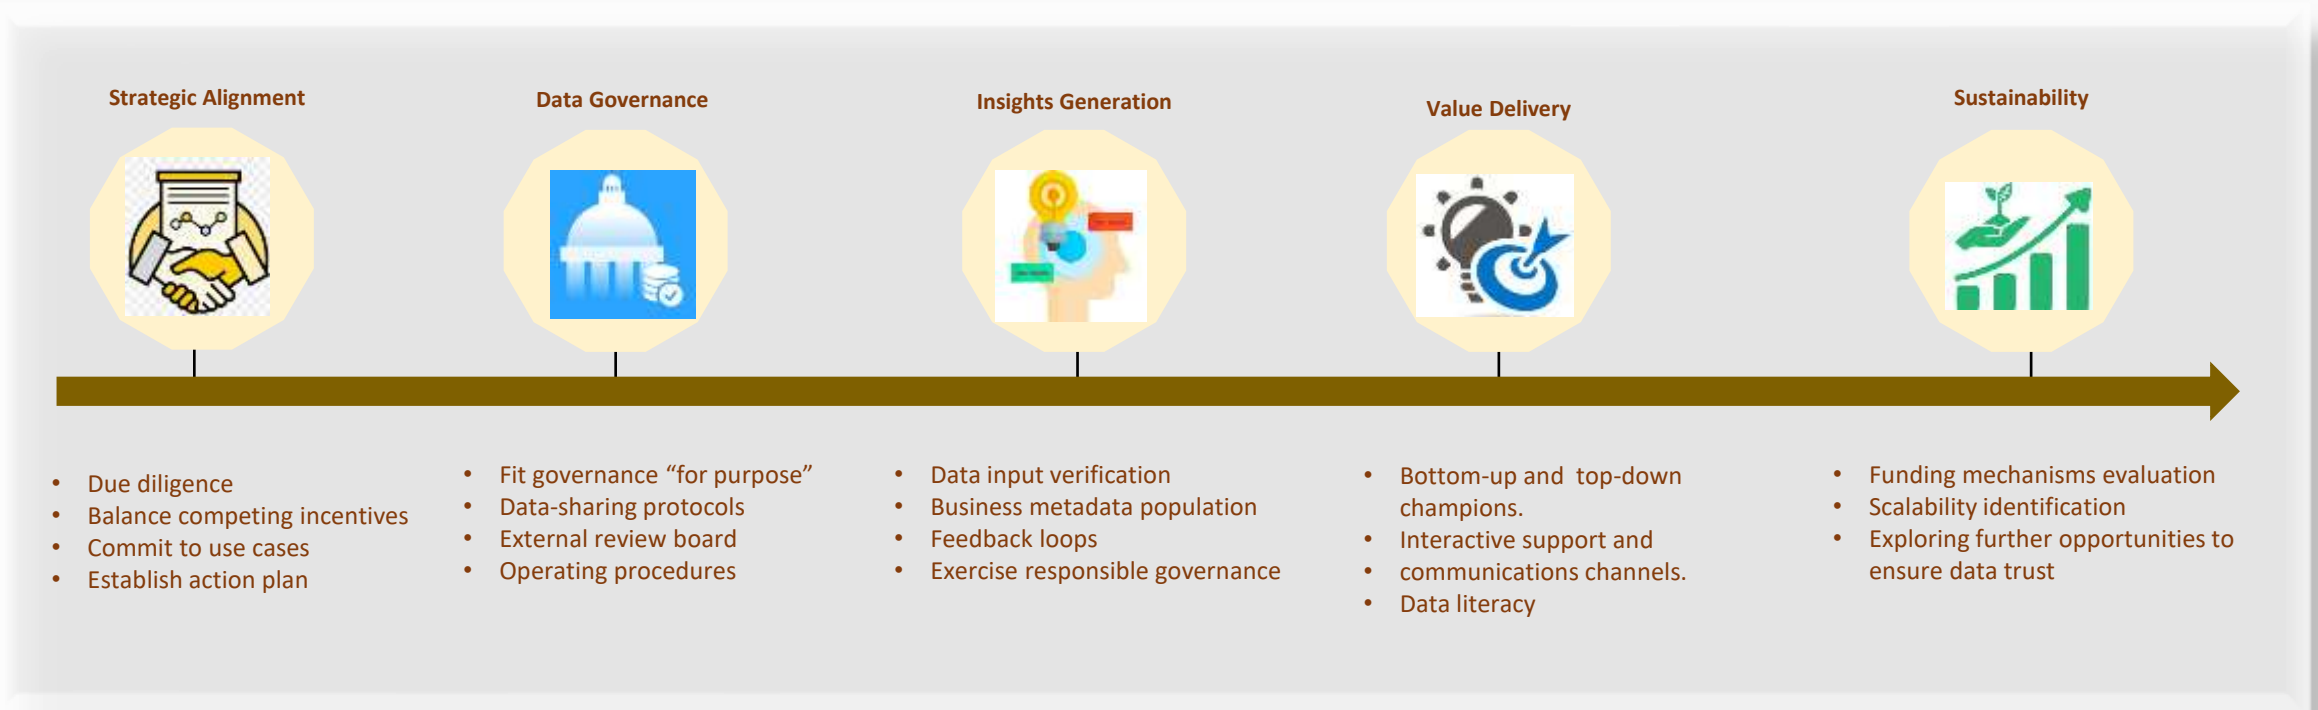 Strategic Alignment
Data Governance
Insights Generation
Value Delivery
Sustainability
• Due diligence
• Balance competing incentives
• Commit to use cases
• Establish action plan
• Fit governance “for purpose”
• Data-sharing protocols
• External review board
• Operating procedures
• Data input verification
• Business metadata population
• Feedback loops
• Exercise responsible governance
• Bottom-up and  top-down
champions.
• Interactive support and
• communications channels.
• Data literacy
• Funding mechanisms evaluation
• Scalability identification
• Exploring further opportunities to
ensure data trust